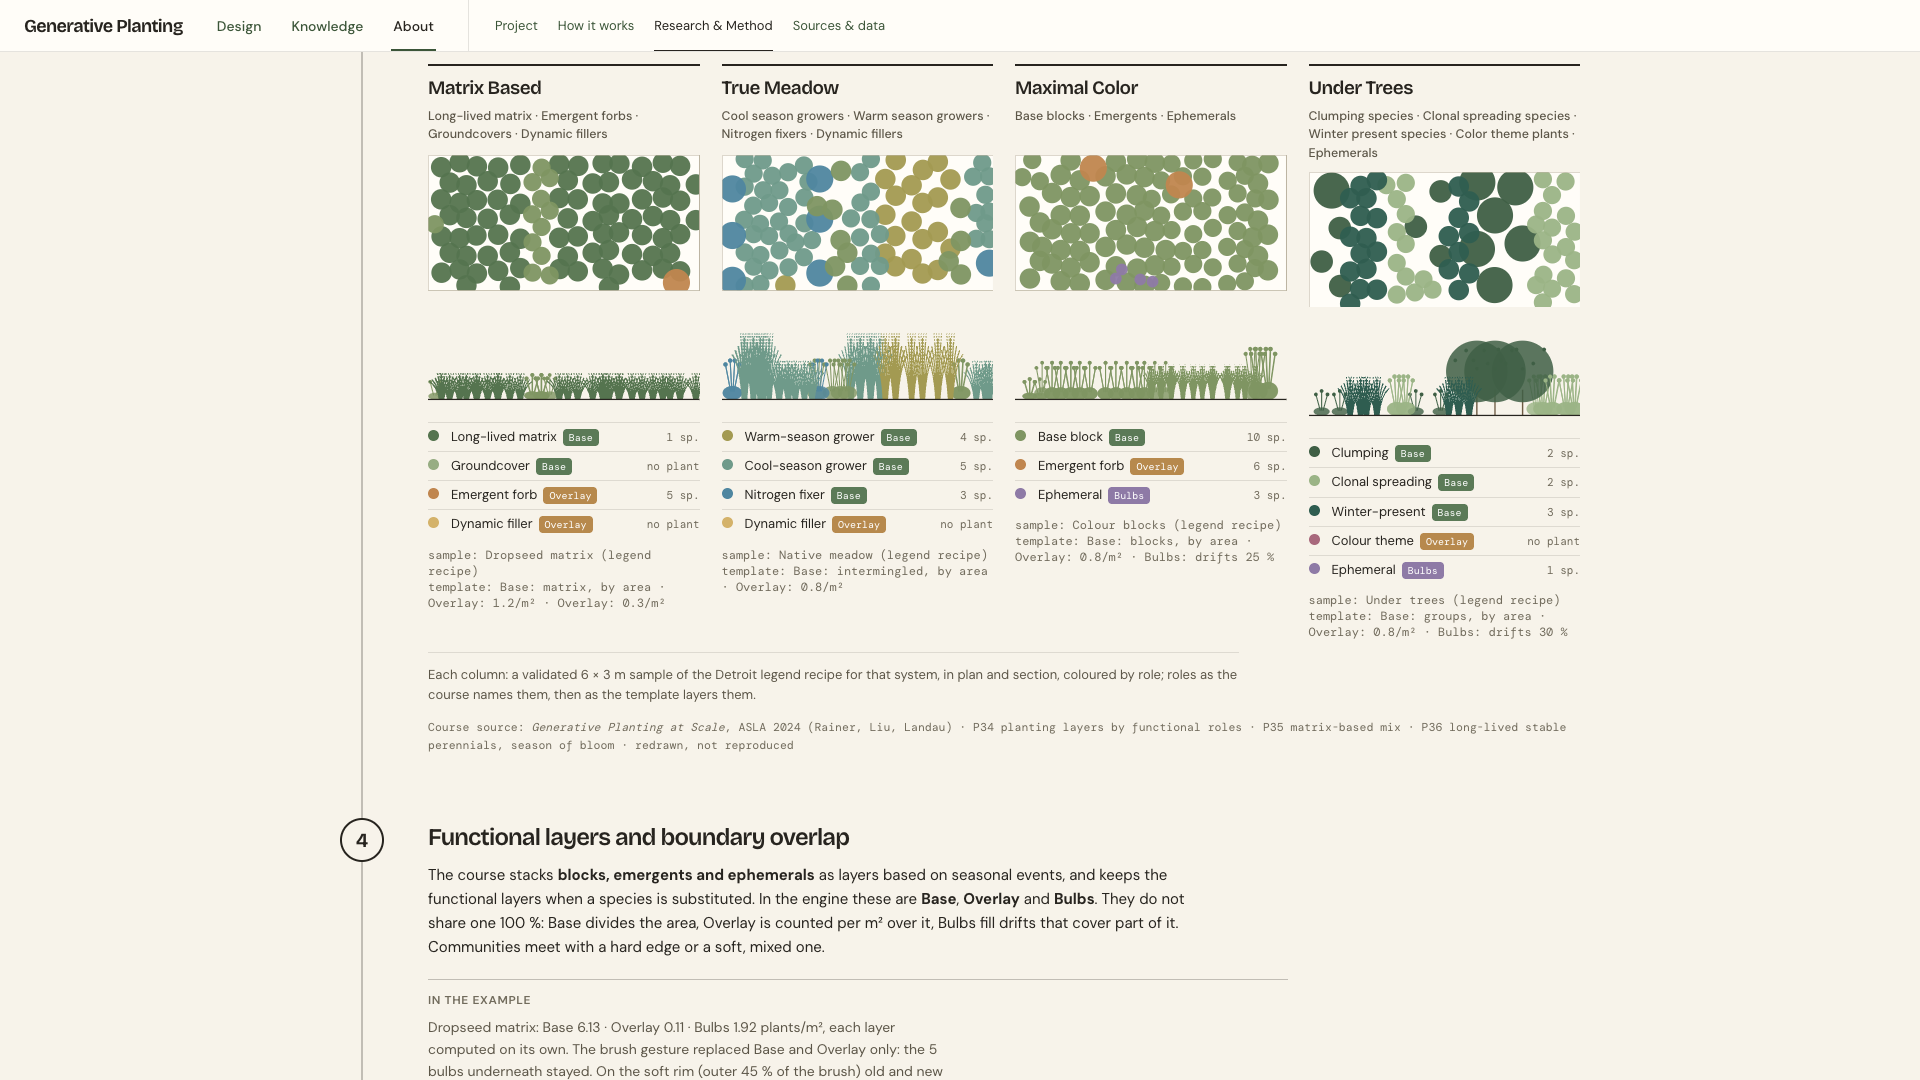 Generative Planting
Design
Knowledge
About
Project
How it works
Research & Method
Sources & data
Matrix Based
Long-lived matrix · Emergent forbs ·
Groundcovers · Dynamic fillers
Long-lived matrix Base 1 sp.
Groundcover Base no plant
Emergent forb Overlay 5 sp.
Dynamic filler Overlay no plant
sample: Dropseed matrix (legend
recipe)
template: Base: matrix, by area ·
Overlay: 1.2/m² · Overlay: 0.3/m²
True Meadow
Cool season growers · Warm season growers ·
Nitrogen fixers · Dynamic fillers
Warm-season grower Base 4 sp.
Cool-season grower Base 5 sp.
Nitrogen fixer Base 3 sp.
Dynamic filler Overlay no plant
sample: Native meadow (legend recipe)
template: Base: intermingled, by area
· Overlay: 0.8/m²
Maximal Color
Base blocks · Emergents · Ephemerals
Base block Base 10 sp.
Emergent forb Overlay 6 sp.
Ephemeral Bulbs 3 sp.
sample: Colour blocks (legend recipe)
template: Base: blocks, by area ·
Overlay: 0.8/m² · Bulbs: drifts 25 %
Under Trees
Clumping species · Clonal spreading species ·
Winter present species · Color theme plants ·
Ephemerals
Clumping Base 2 sp.
Clonal spreading Base 2 sp.
Winter-present Base 3 sp.
Colour theme Overlay no plant
Ephemeral Bulbs 1 sp.
sample: Under trees (legend recipe)
template: Base: groups, by area ·
Overlay: 0.8/m² · Bulbs: drifts 30 %
Each column: a validated 6 × 3 m sample of the Detroit legend recipe for that system, in plan and section, coloured by role; roles as the
course names them, then as the template layers them.
Course source: Generative Planting at Scale, ASLA 2024 (Rainer, Liu, Landau) · P34 planting layers by functional roles · P35 matrix-based mix · P36 long-lived stable
perennials, season of bloom · redrawn, not reproduced
4
Functional layers and boundary overlap
The course stacks blocks, emergents and ephemerals as layers based on seasonal events, and keeps the
functional layers when a species is substituted. In the engine these are Base, Overlay and Bulbs. They do not
share one 100 %: Base divides the area, Overlay is counted per m² over it, Bulbs fill drifts that cover part of it.
Communities meet with a hard edge or a soft, mixed one.
IN THE EXAMPLE
Dropseed matrix: Base 6.13 · Overlay 0.11 · Bulbs 1.92 plants/m², each layer
computed on its own. The brush gesture replaced Base and Overlay only: the 5
bulbs underneath stayed. On the soft rim (outer 45 % of the brush) old and new